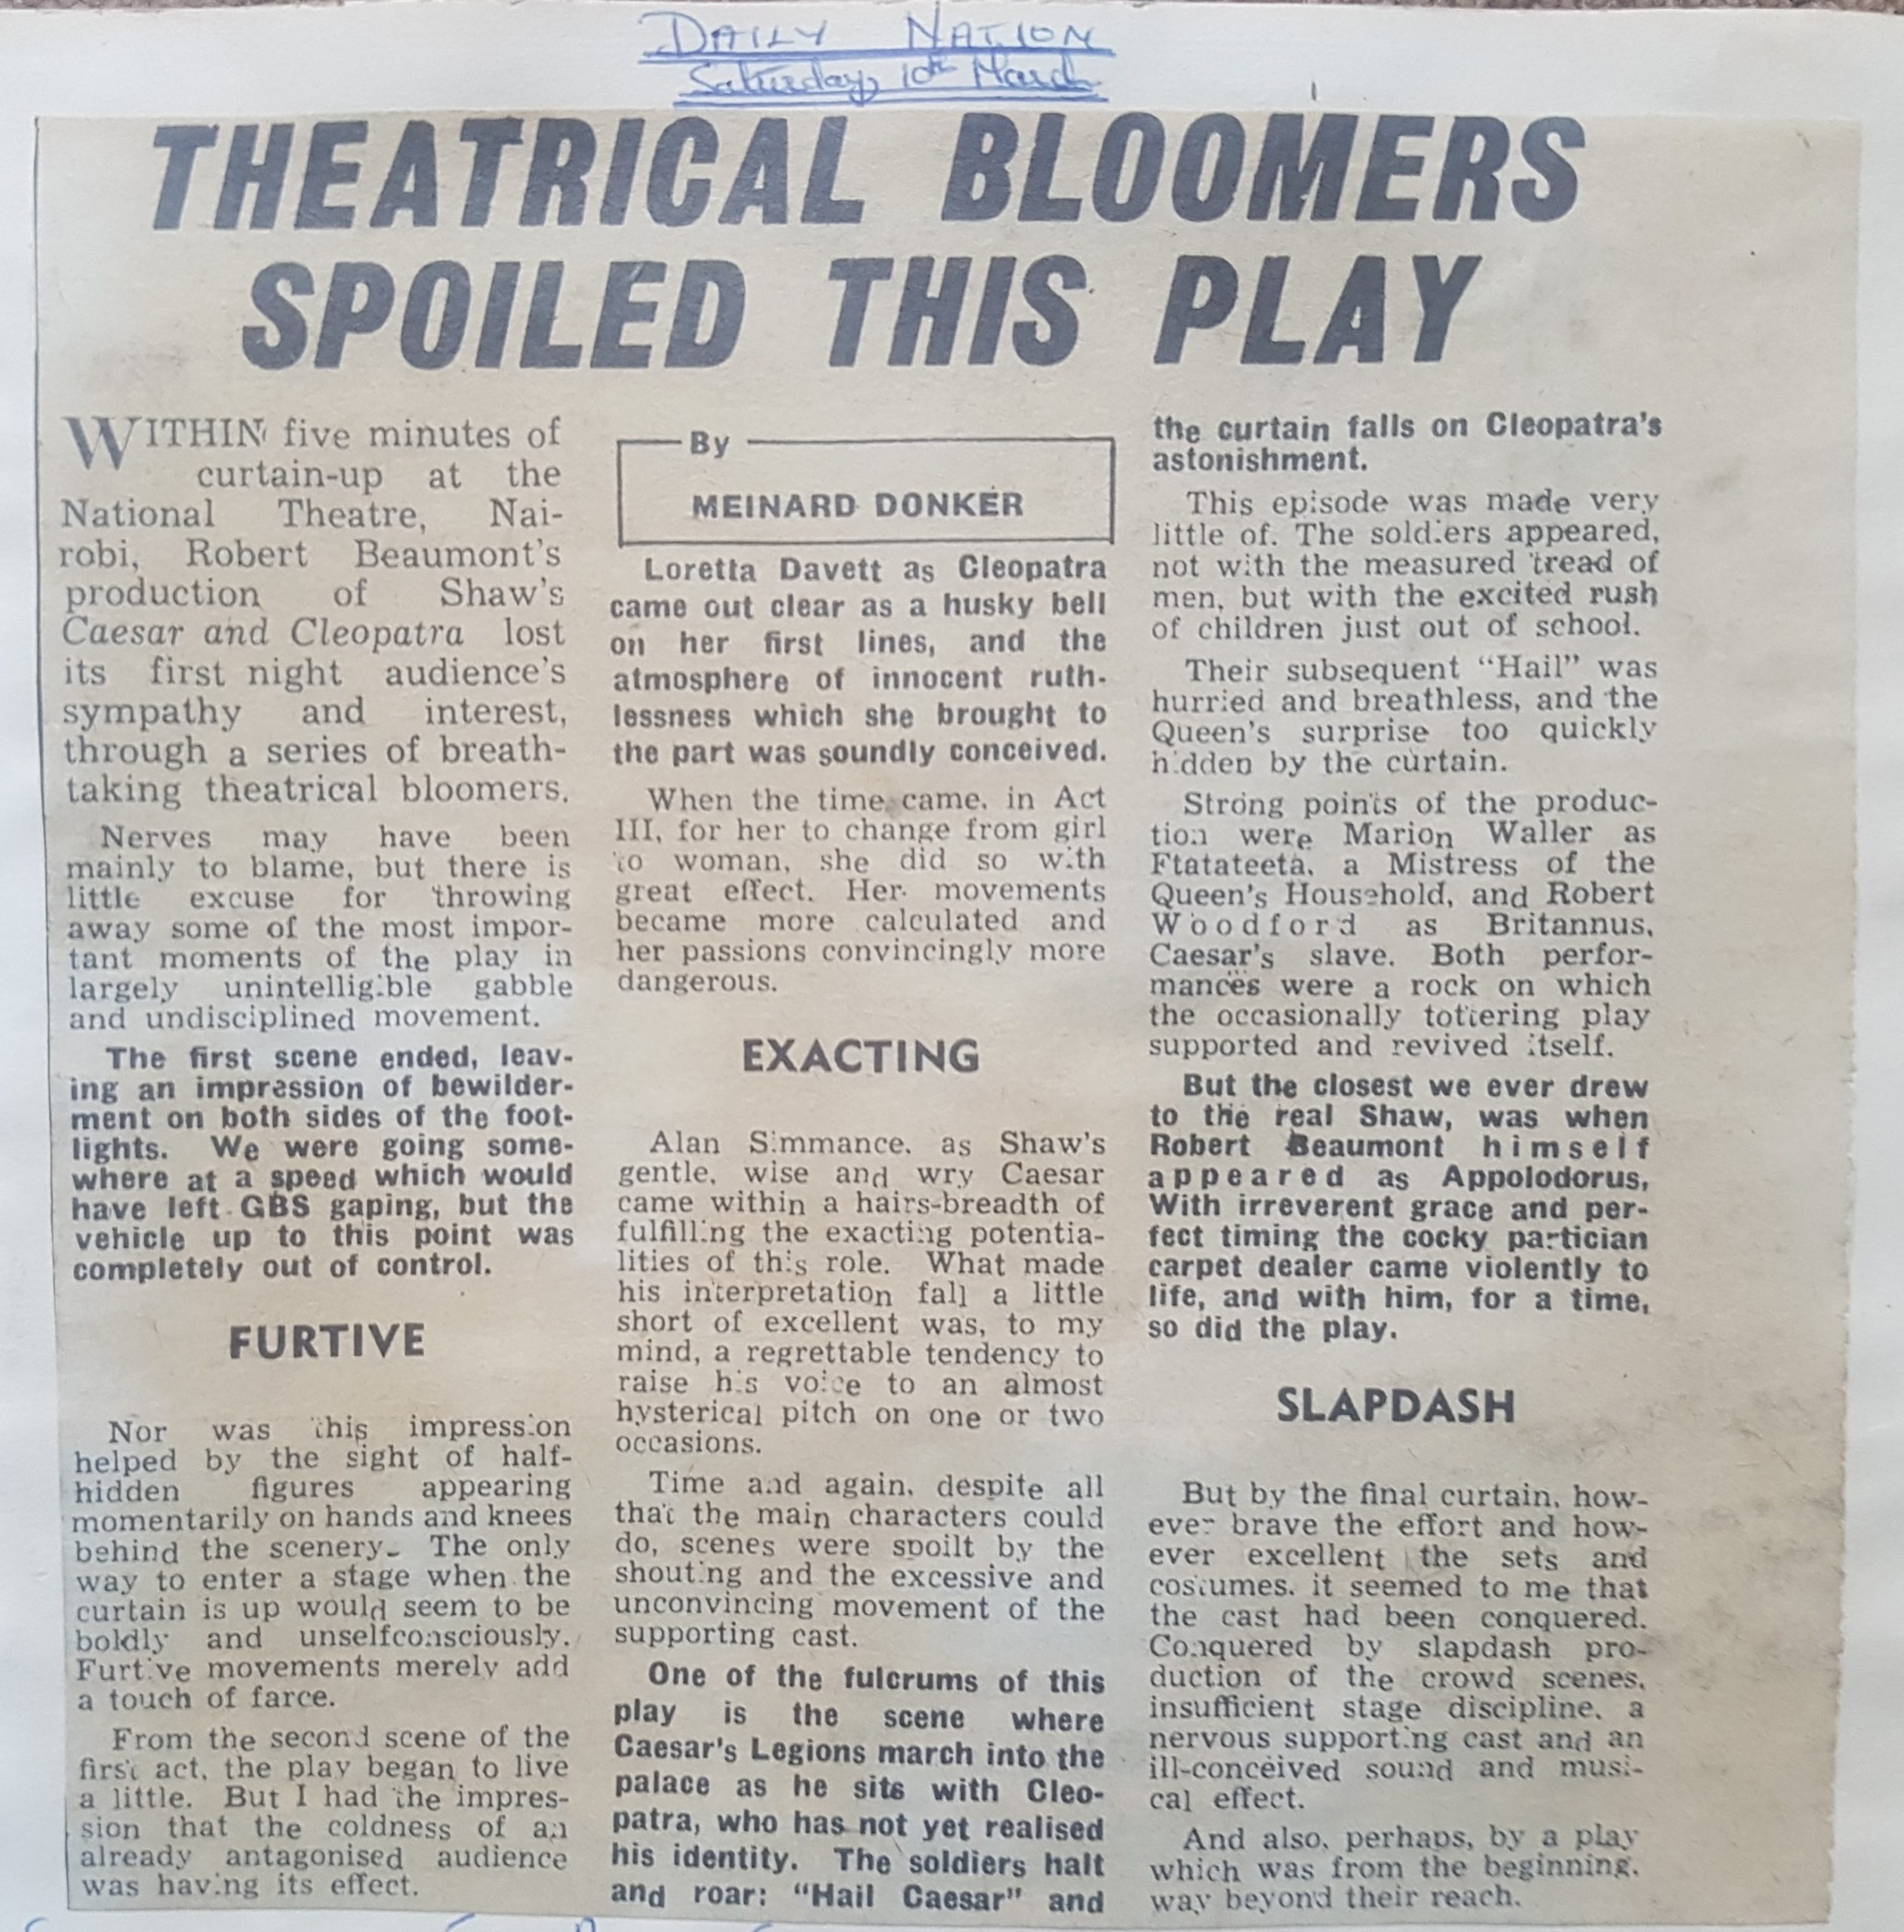 DAILY NATION
Saturday, 10th March
THEATRICAL BLOOMERS
SPOILED THIS PLAY
WITHIN five minutes of
curtain-up at the
National Theatre, Nai-
robi, Robert Beaumont's
production of Shaw's
Caesar and Cleopatra lost
its first night audience's
sympathy and interest,
through a series of breath-
taking theatrical bloomers.
Nerves may have been
mainly to blame, but there is
little excuse for throwing
away some of the most impor-
tant moments of the play in
largely unintelligible gabble
and undisciplined movement.
The first scene ended, leav-
ing an impression of bewilder-
ment on both sides of the foot-
lights. We were going some-
where at a speed which would
have left GBS gaping, but the
vehicle up to this point was
completely out of control.
FURTIVE
Nor was this impression
helped by the sight of half-
hidden figures appearing
momentarily on hands and knees
behind the scenery. The only
way to enter a stage when the
curtain is up would seem to be
boldly and unselfconsciously.
Furtive movements merely add
a touch of farce.
From the second scene of the
first act, the play began to live
a little. But I had the impres-
sion that the coldness of an
already antagonised audience
was having its effect.
By
MEINARD DONKER
Loretta Davett as Cleopatra
came out clear as a husky bell
on her first lines, and the
atmosphere of innocent ruth-
lessness which she brought to
the part was soundly conceived.
When the time came, in Act
III, for her to change from girl
to woman, she did so with
great effect. Her movements
became more calculated and
her passions convincingly more
dangerous.
EXACTING
Alan Simmance, as Shaw's
gentle, wise and wry Caesar
came within a hairs-breadth of
fulfilling the exacting potentia-
lities of this role. What made
his interpretation fall a little
short of excellent was, to my
mind, a regrettable tendency to
raise his voice to an almost
hysterical pitch on one or two
occasions.
Time and again, despite all
that the main characters could
do, scenes were spoilt by the
shouting and the excessive and
unconvincing movement of the
supporting cast.
One of the fulcrums of this
play is the scene where
Caesar's Legions march into the
palace as he sits with Cleo-
patra, who has not yet realised
his identity. The soldiers halt
and roar: "Hail Caesar" and
the curtain falls on Cleopatra's
astonishment.
This episode was made very
little of. The soldiers appeared,
not with the measured tread of
men, but with the excited rush
of children just out of school.
Their subsequent "Hail" was
hurried and breathless, and the
Queen's surprise too quickly
hidden by the curtain.
Strong points of the produc-
tion were Marion Waller as
Ftatateeta, a Mistress of the
Queen's Household, and Robert
Woodford as Britannus,
Caesar's slave. Both perfor-
mances were a rock on which
the occasionally tottering play
supported and revived itself.
But the closest we ever drew
to the real Shaw, was when
Robert Beaumont himself
appeared as Appolodorus,
With irreverent grace and per-
fect timing the cocky partician
carpet dealer came violently to
life, and with him, for a time,
so did the play.
SLAPDASH
But by the final curtain, how-
ever brave the effort and how-
ever excellent the sets and
costumes, it seemed to me that
the cast had been conquered.
Conquered by slapdash pro-
duction of the crowd scenes,
insufficient stage discipline, a
nervous supporting cast and an
ill-conceived sound and musi-
cal effect.
And also, perhaps, by a play
which was from the beginning,
way beyond their reach.